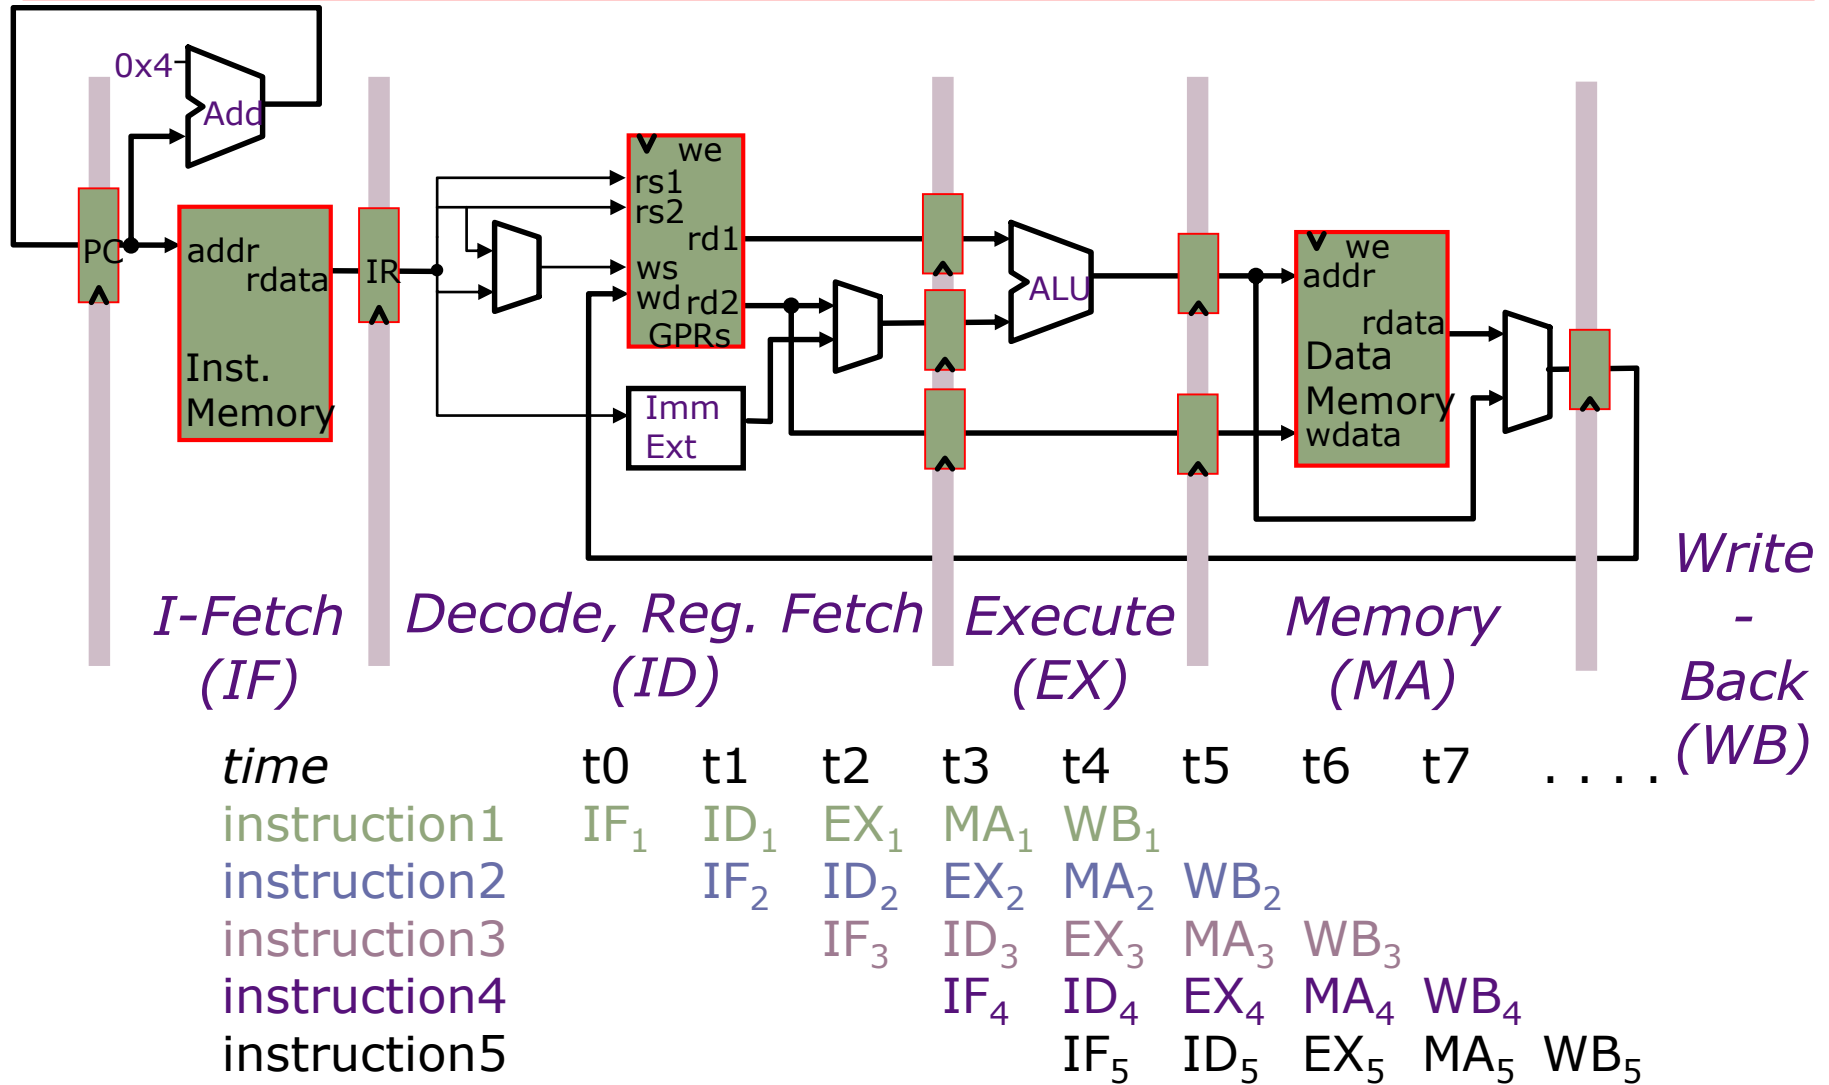 0x4
Add
PC
addr
rdata
Inst.
Memory
IR
we
rs1
rs2
rd1
ws
wd rd2
GPRs
Imm
Ext
ALU
we
addr
rdata
Data
Memory
wdata
I-Fetch
(IF)
Decode, Reg. Fetch
(ID)
Execute
(EX)
Memory
(MA)
Write
-
Back
(WB)
time t0 t1 t2 t3 t4 t5 t6 t7 . . . .
instruction1 IF1 ID1 EX1 MA1 WB1
instruction2 IF2 ID2 EX2 MA2 WB2
instruction3 IF3 ID3 EX3 MA3 WB3
instruction4 IF4 ID4 EX4 MA4 WB4
instruction5 IF5 ID5 EX5 MA5 WB5